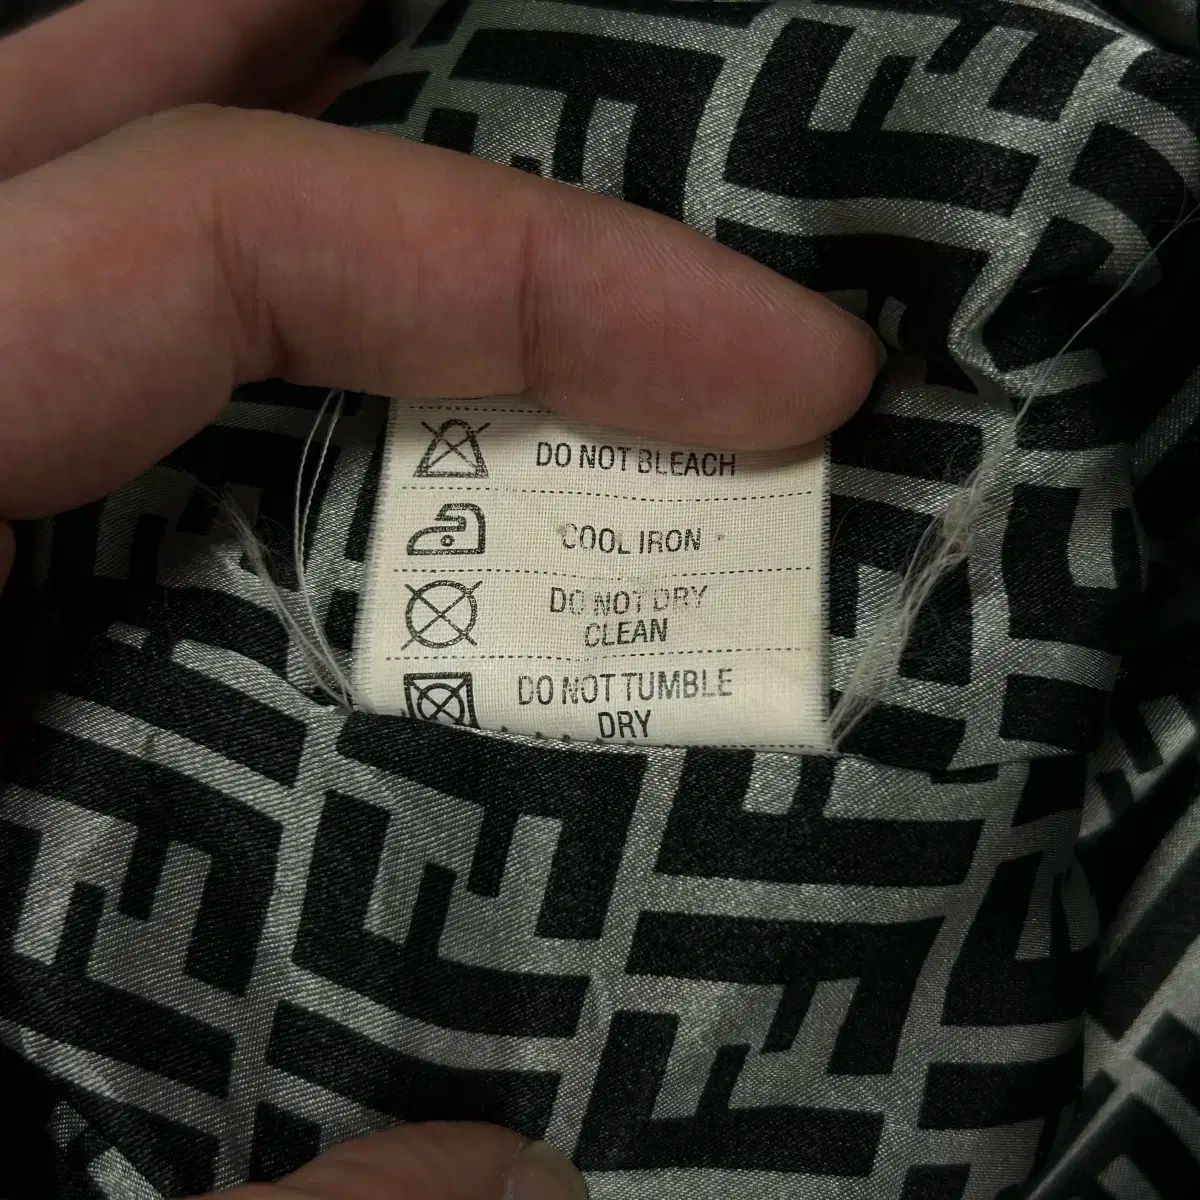 DO NOT BLEACH
COOL IRON
DO NOT DRY
CLEAN
DO NOT TUMBLE
DRY